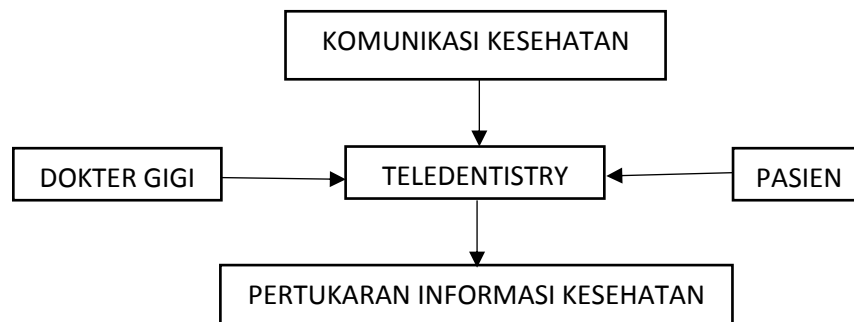 KOMUNIKASI KESEHATAN
DOKTER GIGI
TELEDENTISTRY
PASIEN
PERTUKARAN INFORMASI KESEHATAN